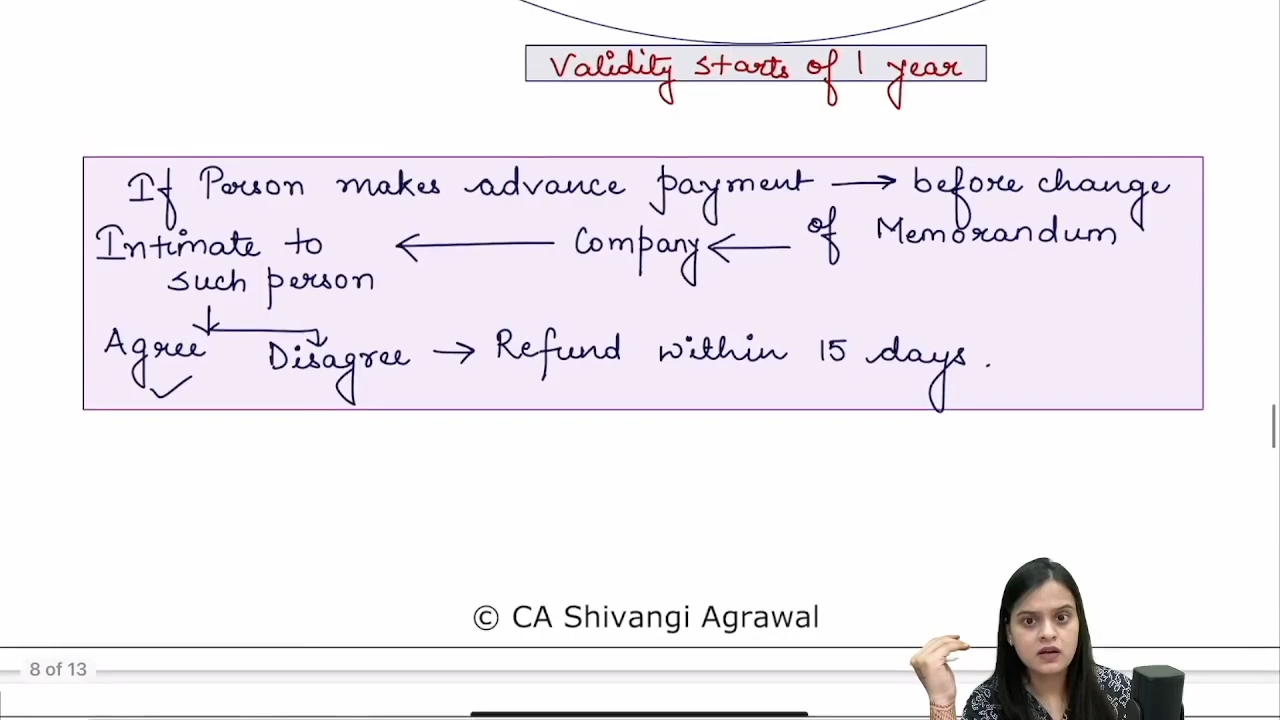 Validity starts of 1 year
If Person makes advance payment → before change
Intimate to ← Company ← of Memorandum
such person
Agree Disagree → Refund within 15 days.
© CA Shivangi Agrawal
8 of 13